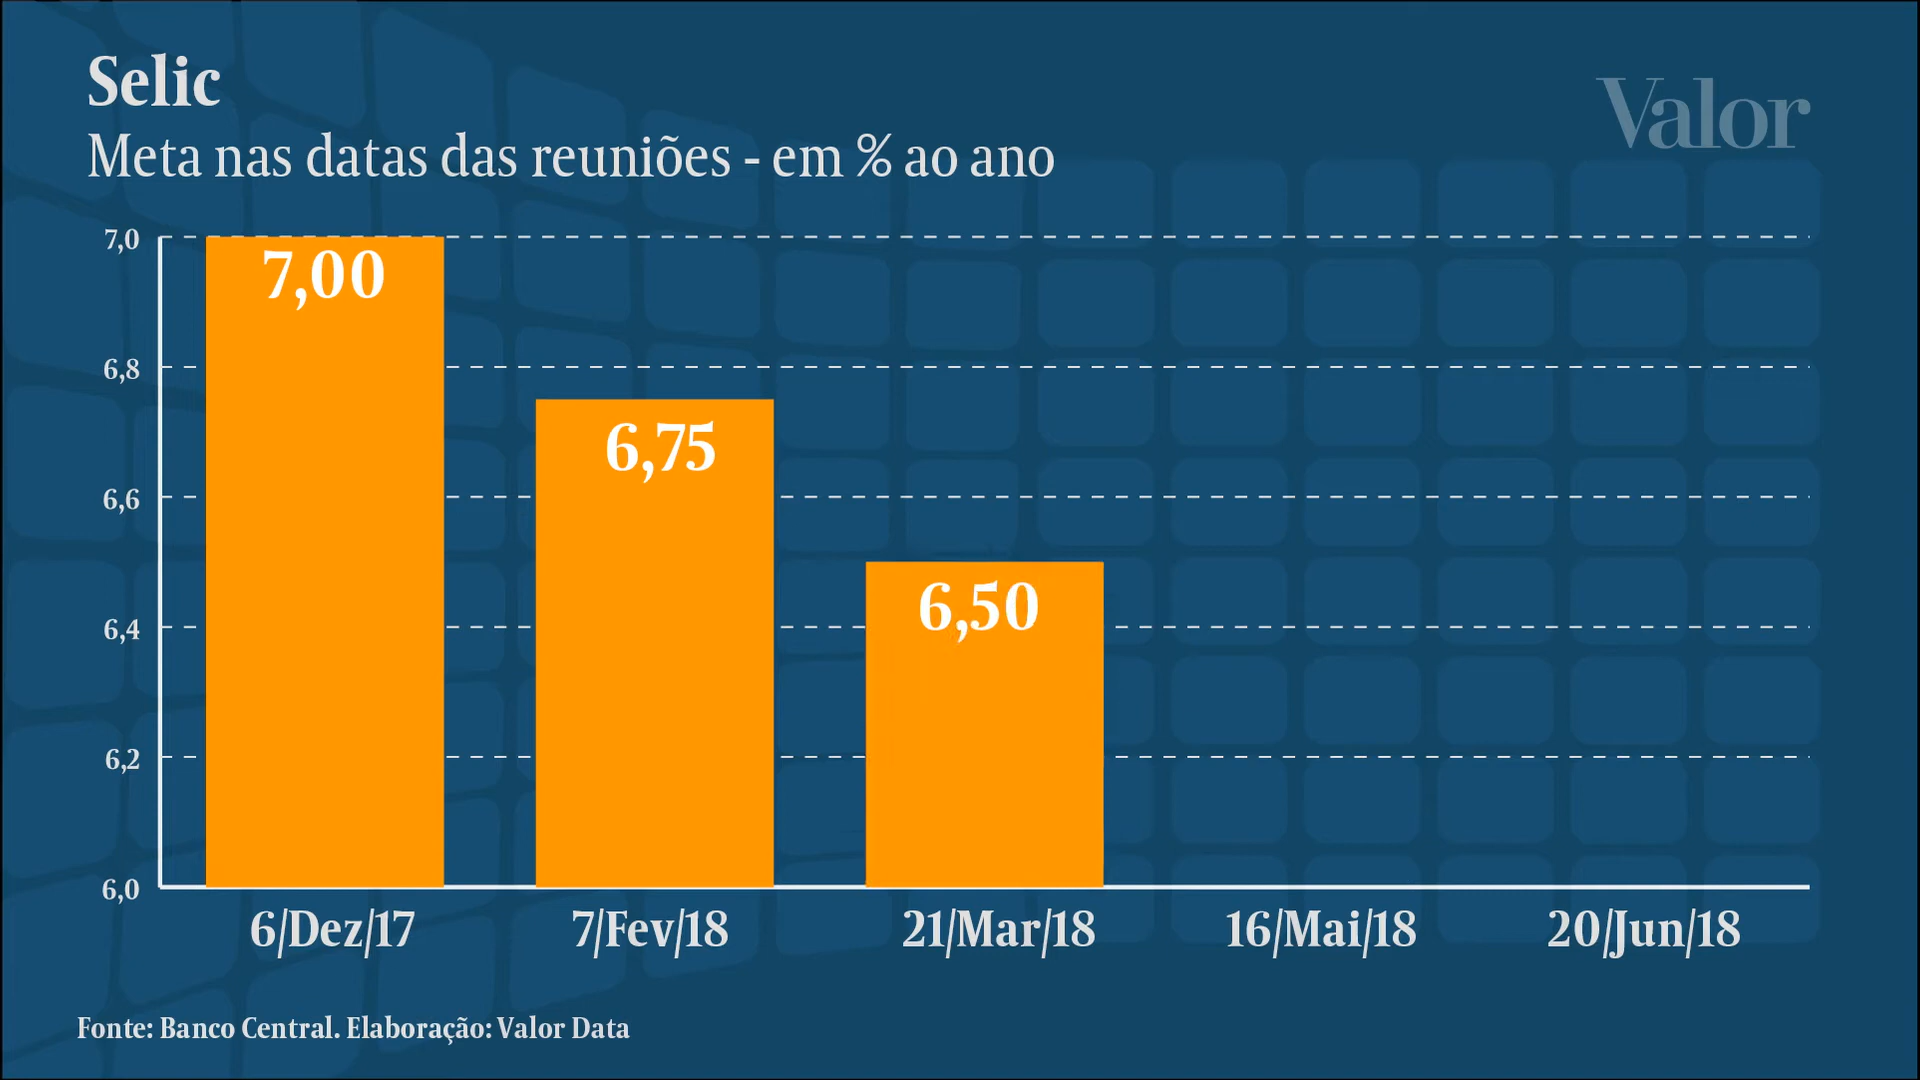 Selic
Valor
Meta nas datas das reuniões - em % ao ano
7,0
7,00
6,8
6,75
6,6
6,50
6,4
6,2
6,0
6/Dez/17 7/Fev/18 21/Mar/18 16/Mai/18 20/Jun/18
Fonte: Banco Central. Elaboração: Valor Data